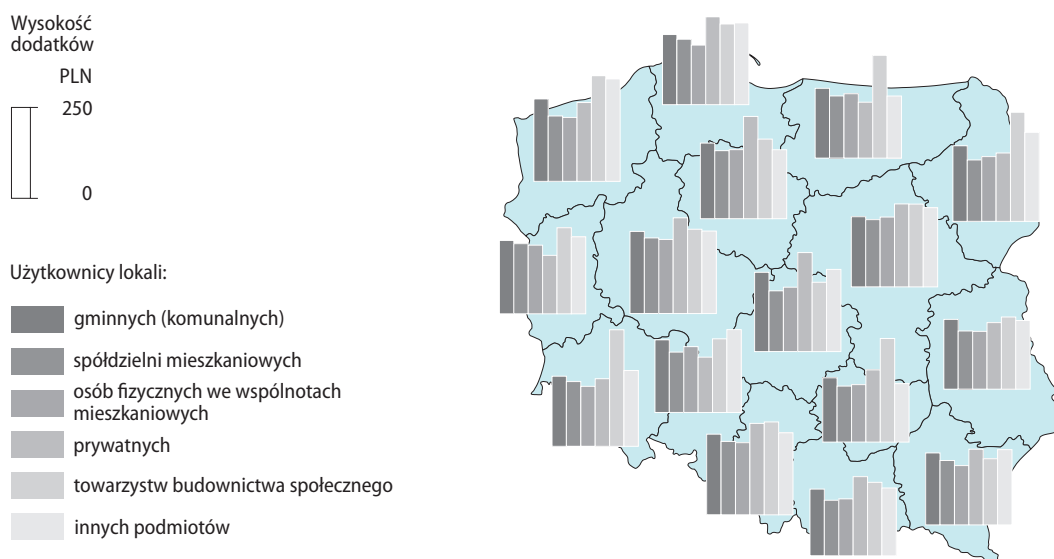 Wysokość
dodatków
PLN
250
0
Użytkownicy lokali:
gminnych (komunalnych)
spółdzielni mieszkaniowych
osób fizycznych we wspólnotach
mieszkaniowych
prywatnych
towarzystw budownictwa społecznego
innych podmiotów